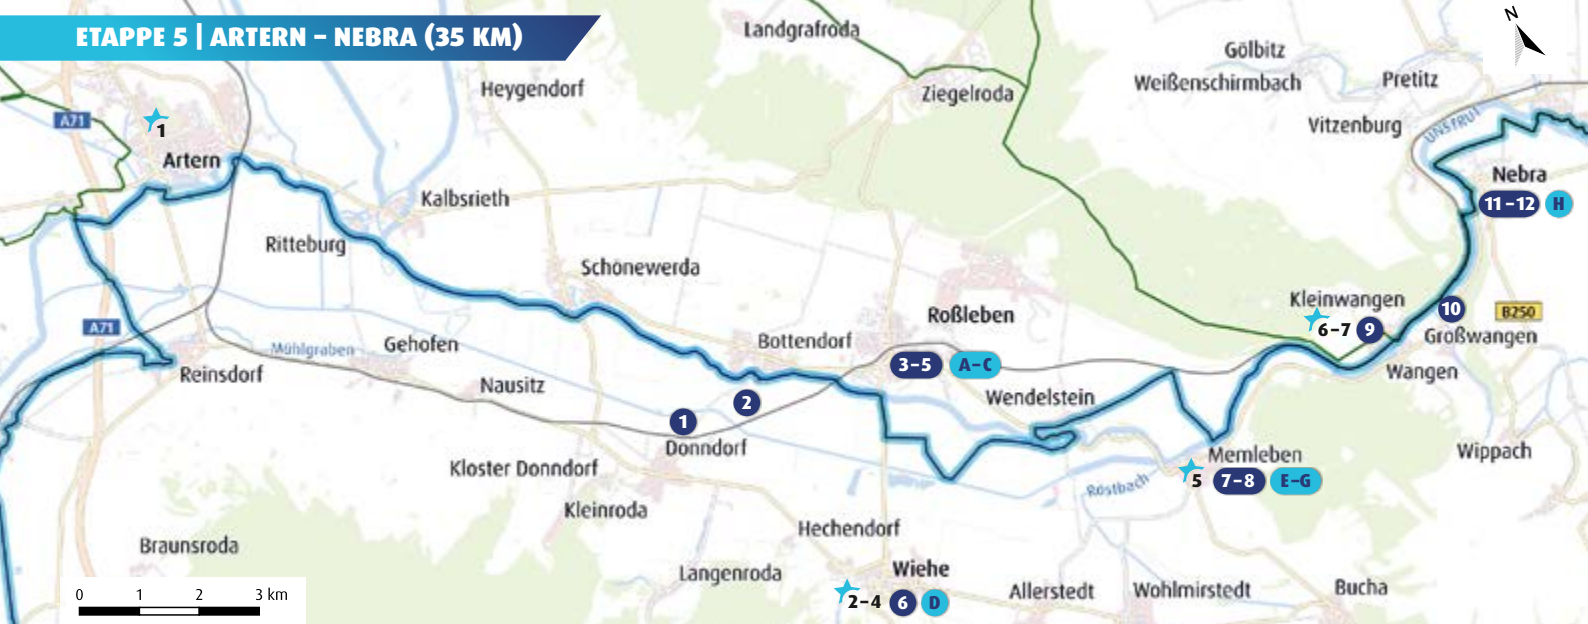 ETAPPE 5 | ARTERN – NEBRA (35 KM)
N
Landgrafroda
Gölbitz
Heygendorf
Ziegelroda
Weißenschirmbach
Pretitz
A71
1
Vitzenburg
UNSTRUT
Artern
Nebra
Kalbsrieth
11–12 H
Ritteburg
Schönewerda
Kleinwangen
6–7 9
10
B250
A71
Roßleben
Großwangen
Bottendorf
Mühlgraben
Gehofen
3–5 A–C
Reinsdorf
Nausitz
Wangen
Wendelstein
2
1
Donndorf
Memleben
Wippach
Kloster Donndorf
5 7–8 E–G
Rostbach
Kleinroda
Hechendorf
Braunsroda
Langenroda
Wiehe
2–4 6 D
Allerstedt
Wohlmirstedt
Bucha
0 1 2 3 km